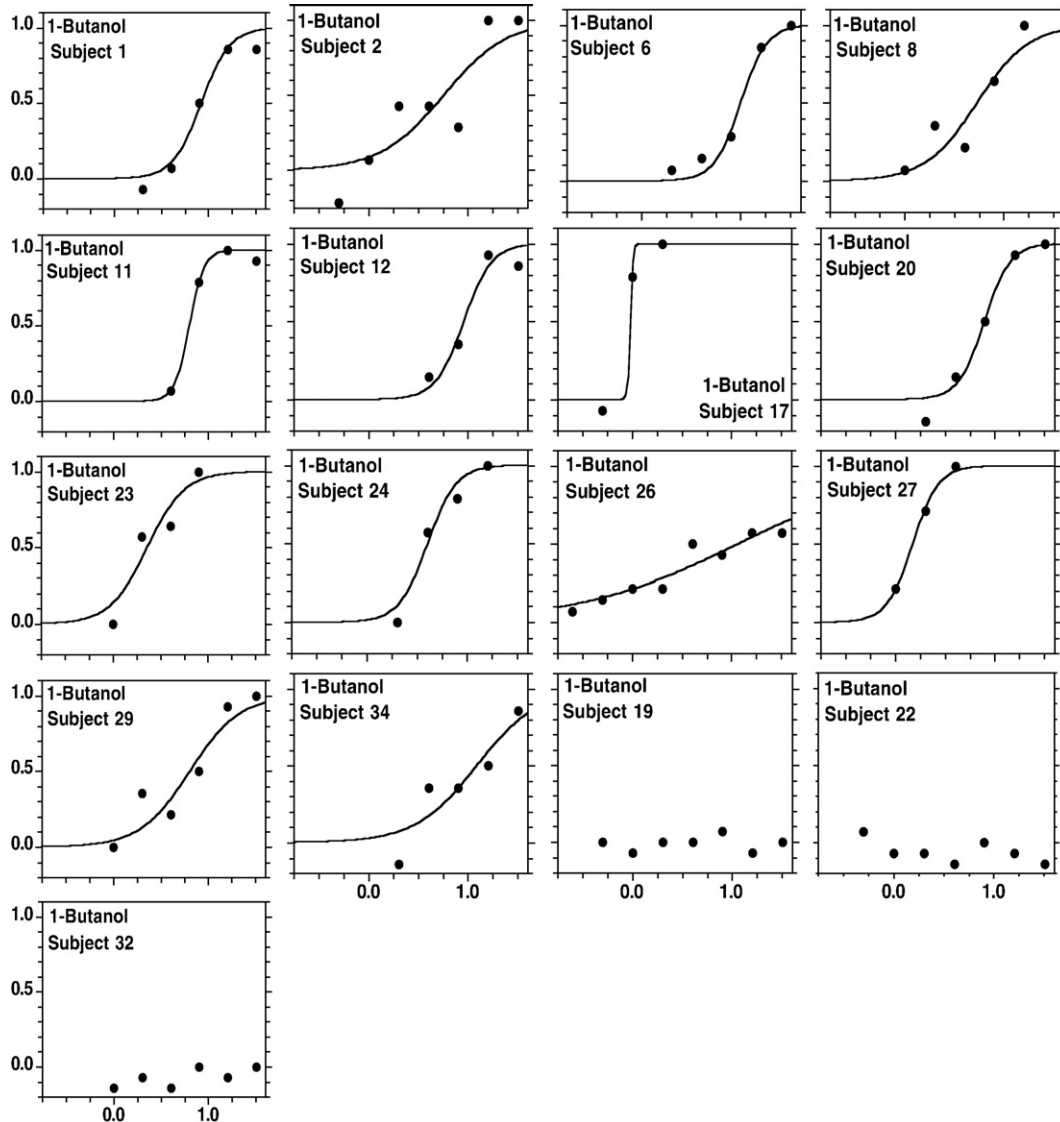 1.0
0.5
0.0
1-Butanol
Subject 1
1-Butanol
Subject 2
1-Butanol
Subject 6
1-Butanol
Subject 8
1.0
0.5
0.0
1-Butanol
Subject 11
1-Butanol
Subject 12
1-Butanol
Subject 17
1-Butanol
Subject 20
1.0
0.5
0.0
1-Butanol
Subject 23
1-Butanol
Subject 24
1-Butanol
Subject 26
1-Butanol
Subject 27
1.0
0.5
0.0
1-Butanol
Subject 29
1-Butanol
Subject 34
1-Butanol
Subject 19
1-Butanol
Subject 22
0.0 1.0
0.0 1.0
0.0 1.0
1.0
0.5
0.0
1-Butanol
Subject 32
0.0 1.0